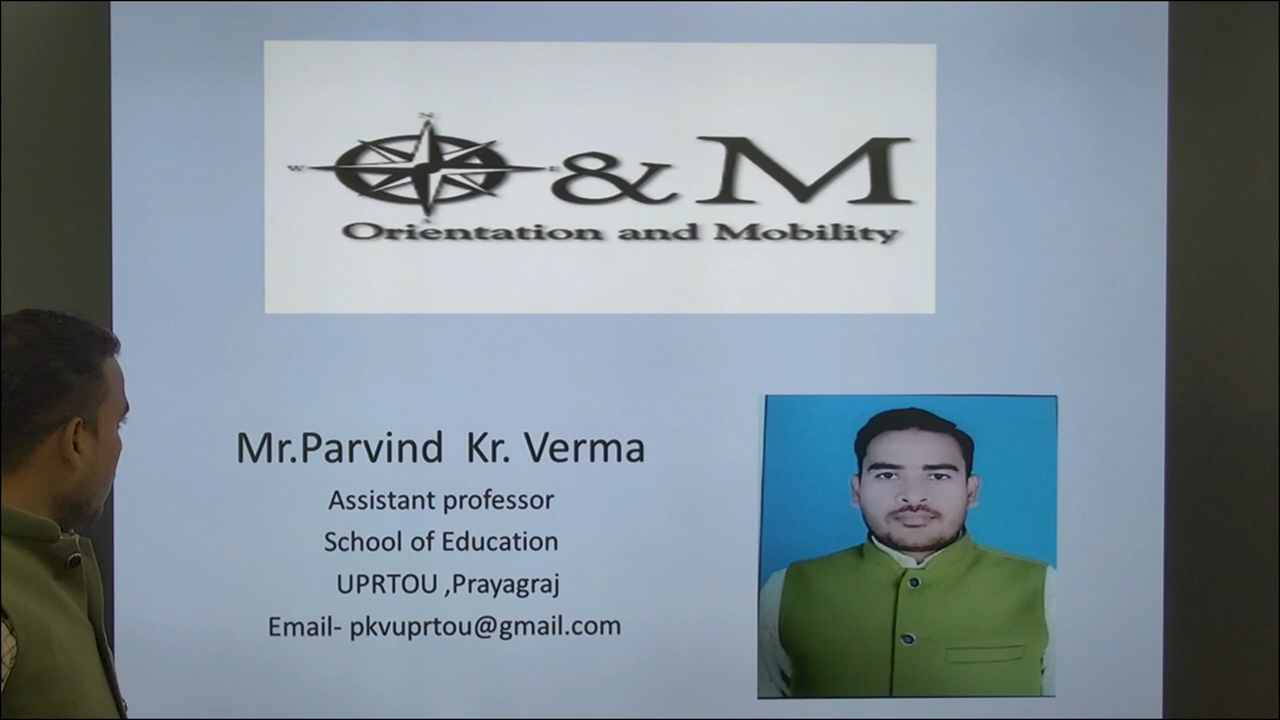 N
W E & M
S
Orientation and Mobility
Mr.Parvind Kr. Verma
Assistant professor
School of Education
UPRTOU ,Prayagraj
Email- pkvuprtou@gmail.com